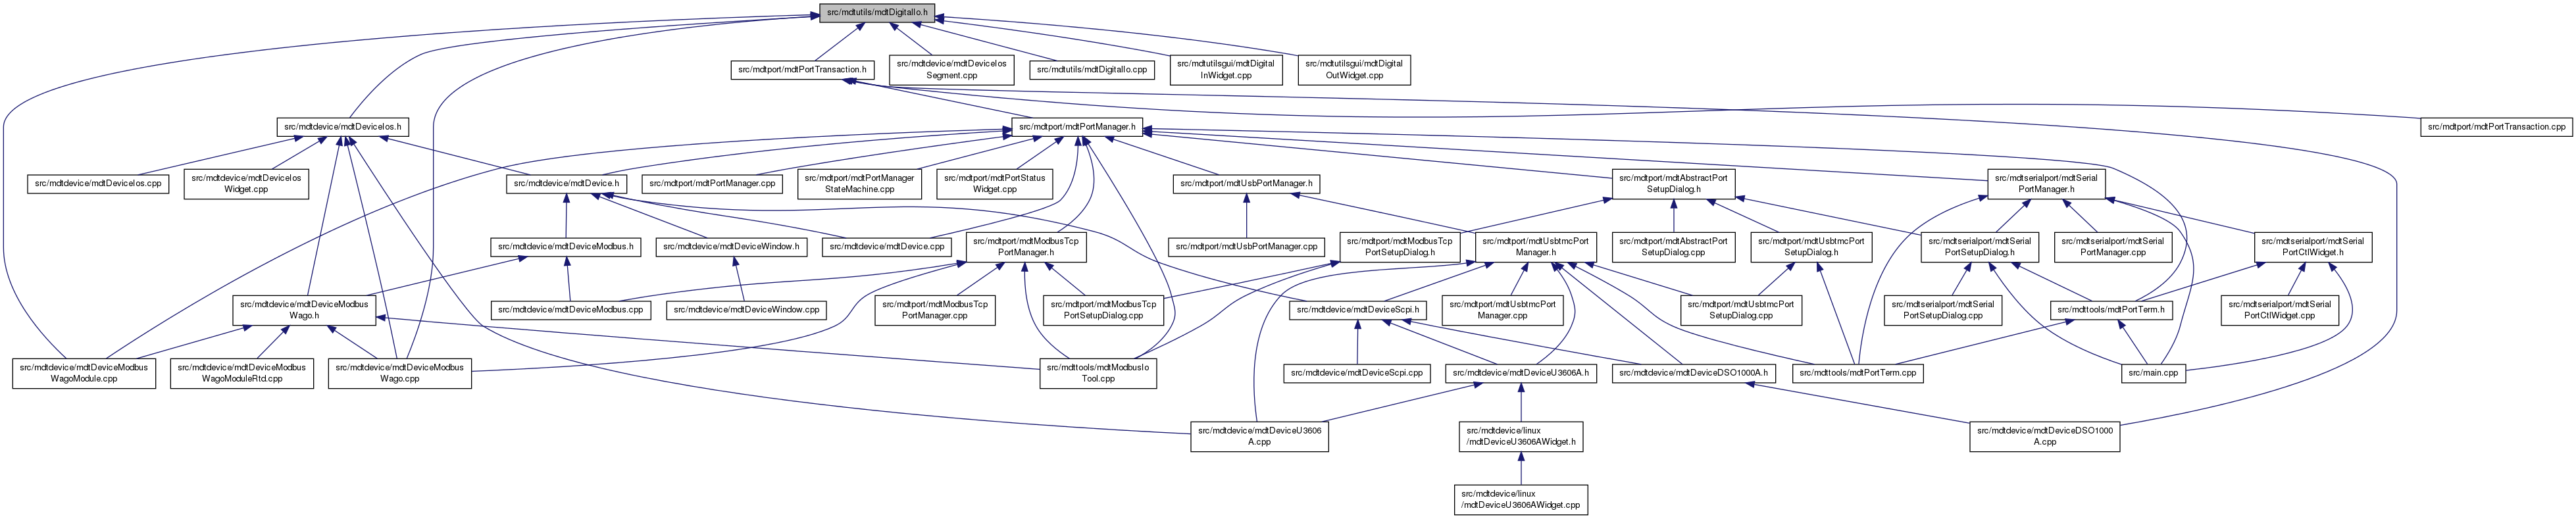 src/mdtutils/mdtDigitalIo.h
src/mdtport/mdtPortTransaction.h
src/mdtdevice/mdtDeviceIos
Segment.cpp
src/mdtutils/mdtDigitalIo.cpp
src/mdtutilsgui/mdtDigital
InWidget.cpp
src/mdtutilsgui/mdtDigital
OutWidget.cpp
src/mdtdevice/mdtDeviceIos.h
src/mdtport/mdtPortManager.h
src/mdtport/mdtPortTransaction.cpp
src/mdtdevice/mdtDeviceIos.cpp
src/mdtdevice/mdtDeviceIos
Widget.cpp
src/mdtdevice/mdtDevice.h
src/mdtport/mdtPortManager.cpp
src/mdtport/mdtPortManager
StateMachine.cpp
src/mdtport/mdtPortStatus
Widget.cpp
src/mdtport/mdtUsbPortManager.h
src/mdtport/mdtAbstractPort
SetupDialog.h
src/mdtserialport/mdtSerial
PortManager.h
src/mdtdevice/mdtDeviceModbus.h
src/mdtdevice/mdtDeviceWindow.h
src/mdtdevice/mdtDevice.cpp
src/mdtport/mdtModbusTcp
PortManager.h
src/mdtport/mdtUsbPortManager.cpp
src/mdtport/mdtModbusTcp
PortSetupDialog.h
src/mdtport/mdtUsbtmcPort
Manager.h
src/mdtport/mdtAbstractPort
SetupDialog.cpp
src/mdtport/mdtUsbtmcPort
SetupDialog.h
src/mdtserialport/mdtSerial
PortSetupDialog.h
src/mdtserialport/mdtSerial
PortManager.cpp
src/mdtserialport/mdtSerial
PortCtlWidget.h
src/mdtdevice/mdtDeviceModbus
Wago.h
src/mdtdevice/mdtDeviceModbus.cpp
src/mdtdevice/mdtDeviceWindow.cpp
src/mdtport/mdtModbusTcp
PortManager.cpp
src/mdtport/mdtModbusTcp
PortSetupDialog.cpp
src/mdtdevice/mdtDeviceScpi.h
src/mdtport/mdtUsbtmcPort
Manager.cpp
src/mdtport/mdtUsbtmcPort
SetupDialog.cpp
src/mdtserialport/mdtSerial
PortSetupDialog.cpp
src/mdttools/mdtPortTerm.h
src/mdtserialport/mdtSerial
PortCtlWidget.cpp
src/mdtdevice/mdtDeviceModbus
WagoModule.cpp
src/mdtdevice/mdtDeviceModbus
WagoModuleRtd.cpp
src/mdtdevice/mdtDeviceModbus
Wago.cpp
src/mdttools/mdtModbusIo
Tool.cpp
src/mdtdevice/mdtDeviceScpi.cpp
src/mdtdevice/mdtDeviceU3606A.h
src/mdtdevice/mdtDeviceDSO1000A.h
src/mdttools/mdtPortTerm.cpp
src/main.cpp
src/mdtdevice/mdtDeviceU3606
A.cpp
src/mdtdevice/linux
/mdtDeviceU3606AWidget.h
src/mdtdevice/mdtDeviceDSO1000
A.cpp
src/mdtdevice/linux
/mdtDeviceU3606AWidget.cpp